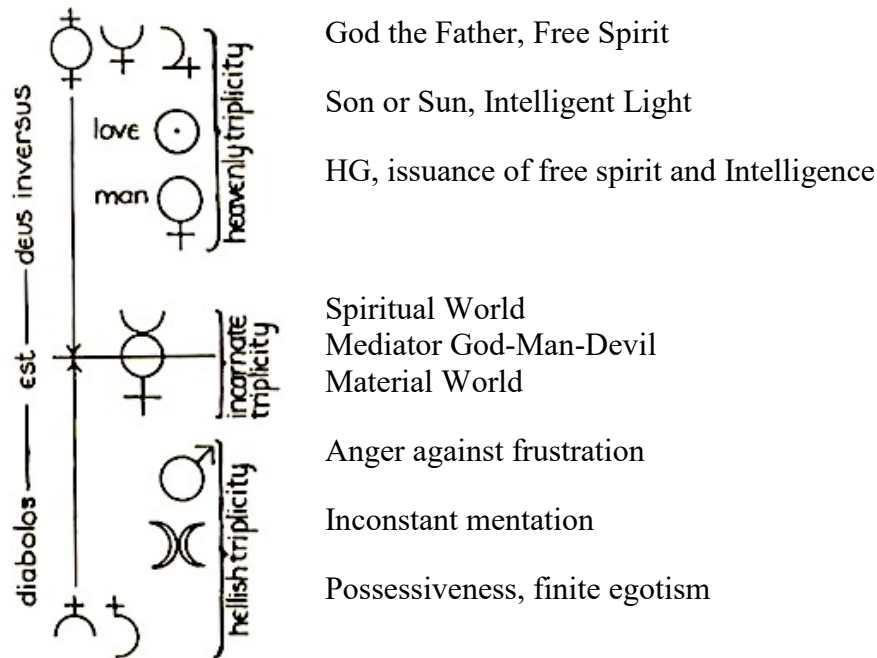 God the Father, Free Spirit
Son or Sun, Intelligent Light
HG, issuance of free spirit and Intelligence
Spiritual World
Mediator God-Man-Devil
Material World
Anger against frustration
Inconstant mentation
Possessiveness, finite egotism
love
man
heavenly triplicity
incarnate
triplicity
hellish triplicity
diabolos — est — deus inversus